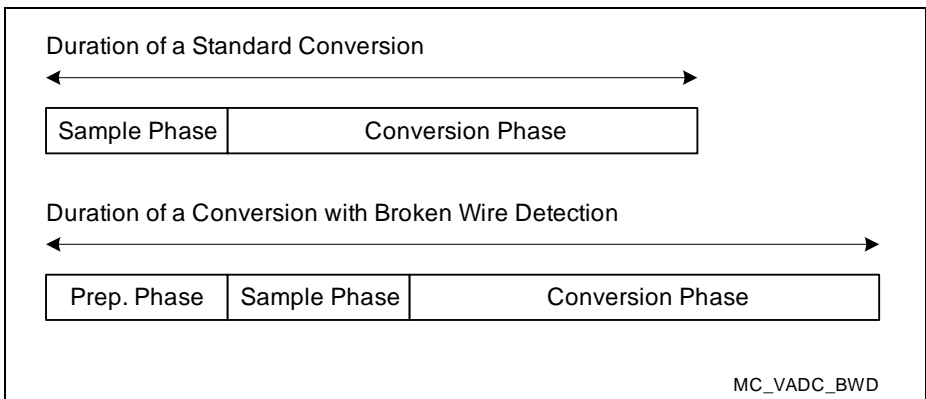 Duration of a Standard Conversion
Sample Phase
Conversion Phase
Duration of a Conversion with Broken Wire Detection
Prep. Phase
Sample Phase
Conversion Phase
MC_VADC_BWD